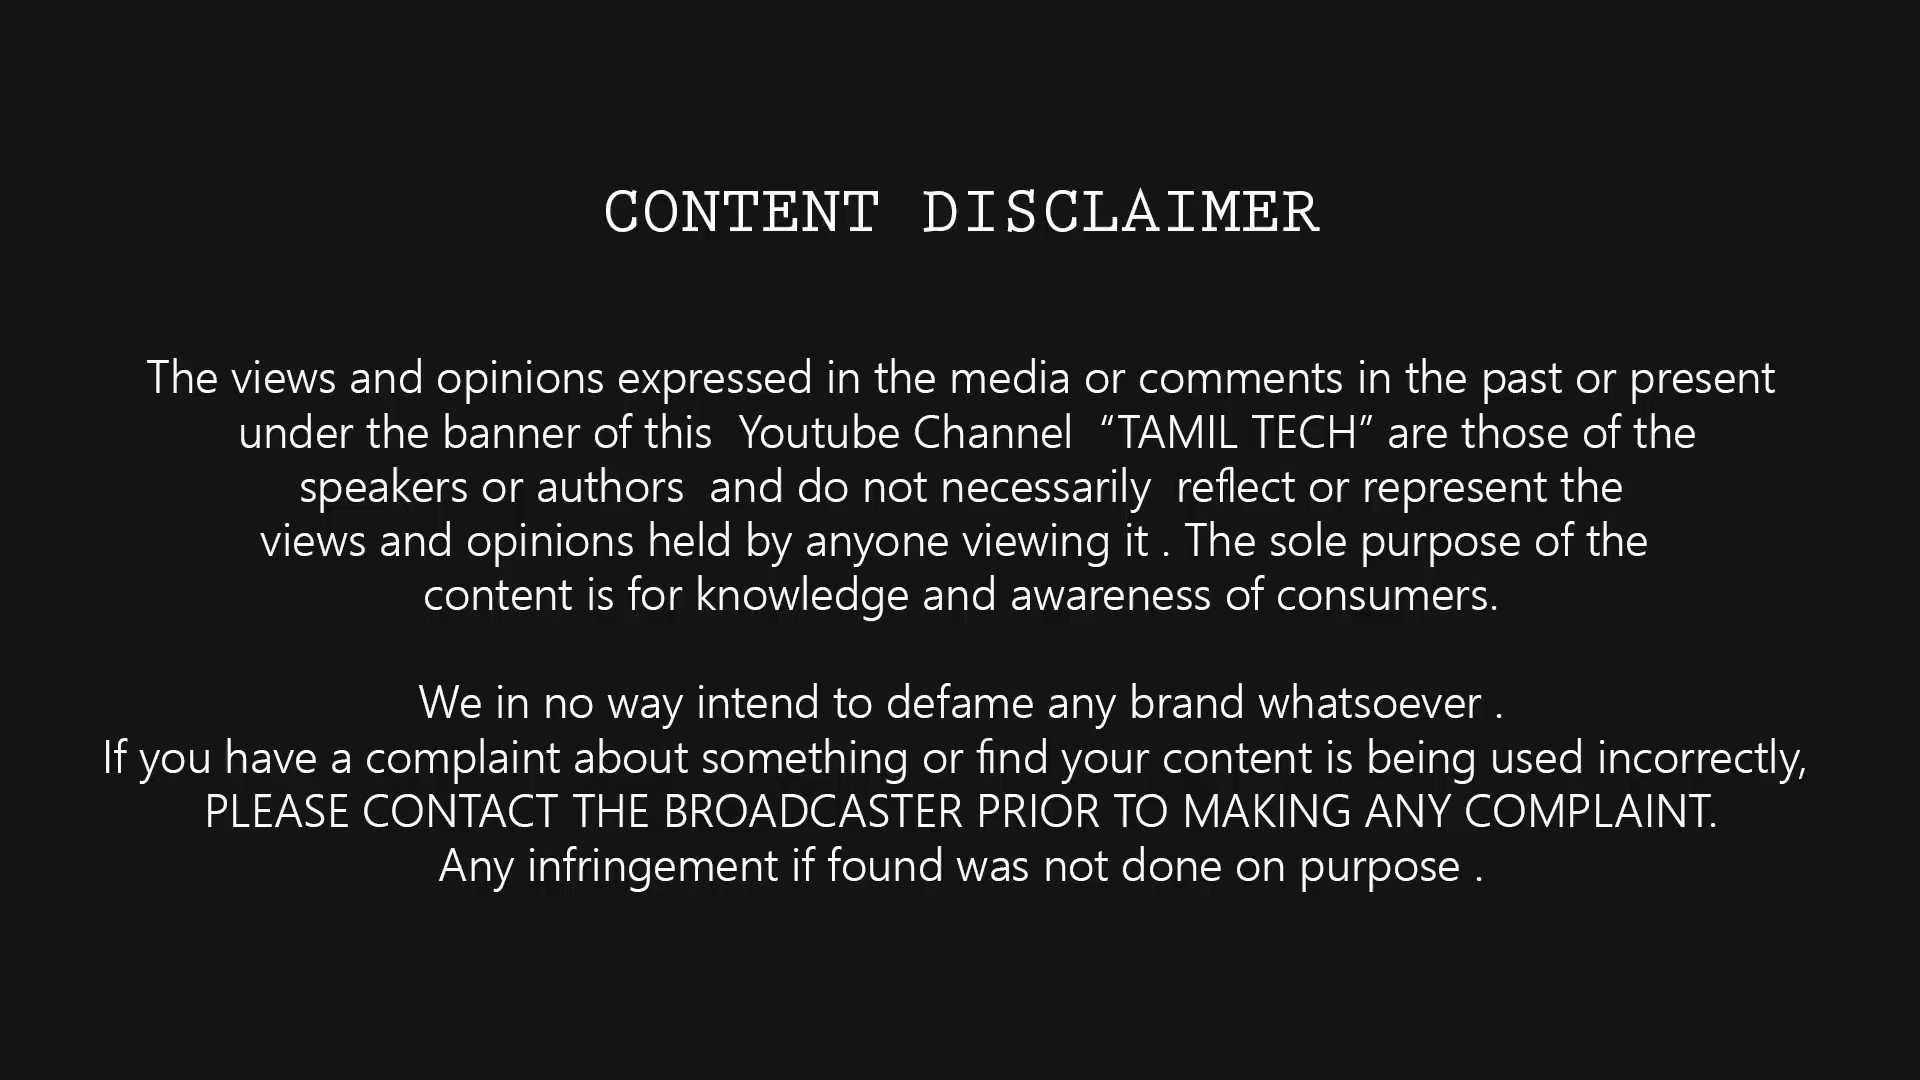 CONTENT DISCLAIMER
The views and opinions expressed in the media or comments in the past or present
under the banner of this Youtube Channel “TAMIL TECH” are those of the
speakers or authors and do not necessarily reflect or represent the
views and opinions held by anyone viewing it . The sole purpose of the
content is for knowledge and awareness of consumers.
We in no way intend to defame any brand whatsoever .
If you have a complaint about something or find your content is being used incorrectly,
PLEASE CONTACT THE BROADCASTER PRIOR TO MAKING ANY COMPLAINT.
Any infringement if found was not done on purpose .